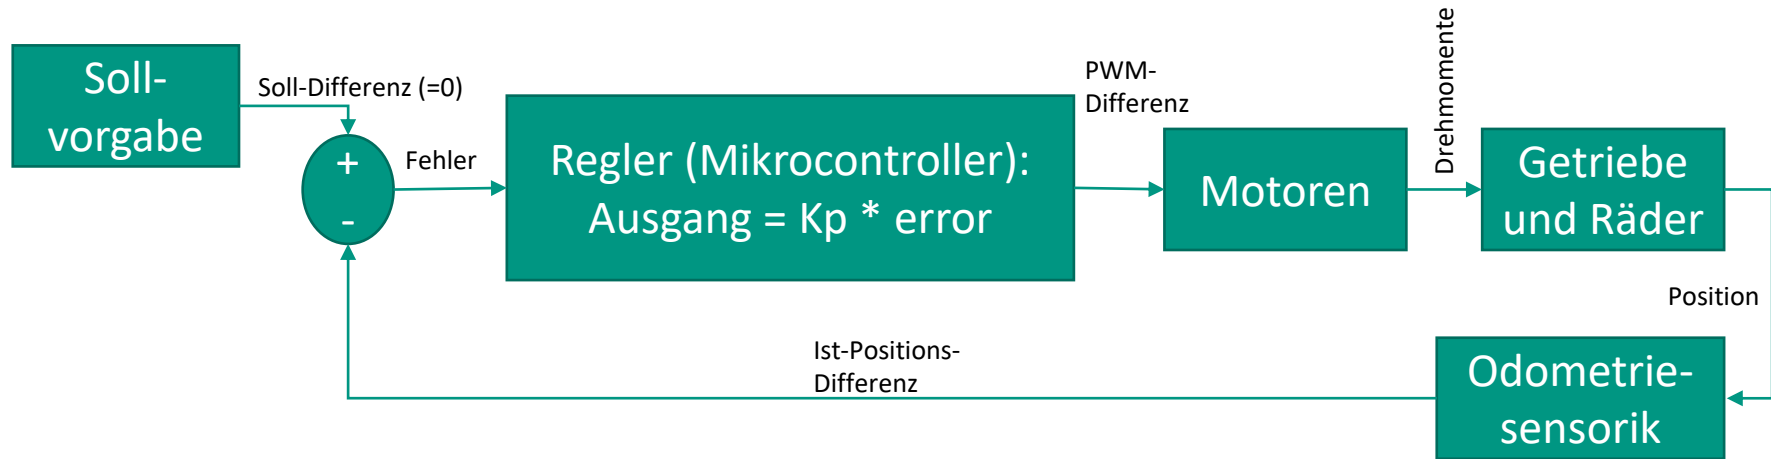 Soll-
vorgabe
Soll-Differenz (=0)
+
-
Fehler
Regler (Mikrocontroller):
Ausgang = Kp * error
PWM-
Differenz
Motoren
Drehmomente
Getriebe
und Räder
Position
Odometrie-
sensorik
Ist-Positions-
Differenz